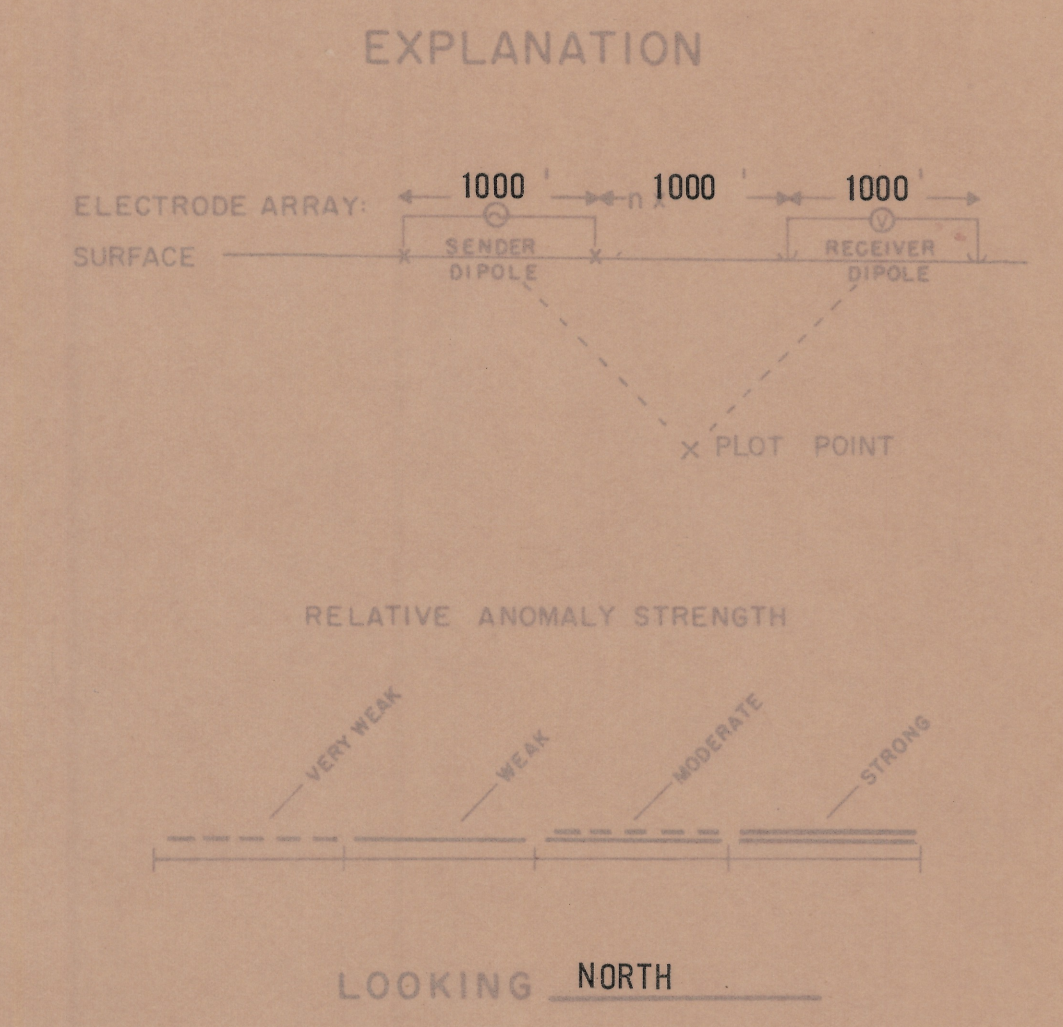 EXPLANATION
ELECTRODE ARRAY: 1000' n x 1000' 1000'
SURFACE
SENDER DIPOLE
V
RECEIVER DIPOLE
x PLOT POINT
RELATIVE ANOMALY STRENGTH
VERY WEAK
WEAK
MODERATE
STRONG
LOOKING NORTH